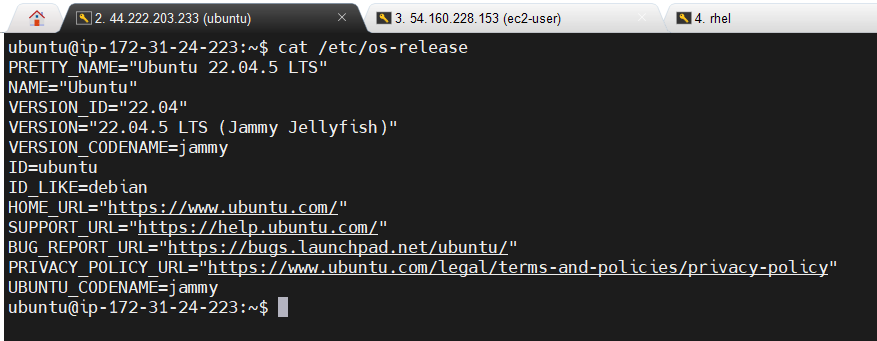 2. 44.222.203.233 (ubuntu)
3. 54.160.228.153 (ec2-user)
4. rhel
ubuntu@ip-172-31-24-223:~$ cat /etc/os-release
PRETTY_NAME="Ubuntu 22.04.5 LTS"
NAME="Ubuntu"
VERSION_ID="22.04"
VERSION="22.04.5 LTS (Jammy Jellyfish)"
VERSION_CODENAME=jammy
ID=ubuntu
ID_LIKE=debian
HOME_URL="https://www.ubuntu.com/"
SUPPORT_URL="https://help.ubuntu.com/"
BUG_REPORT_URL="https://bugs.launchpad.net/ubuntu/"
PRIVACY_POLICY_URL="https://www.ubuntu.com/legal/terms-and-policies/privacy-policy"
UBUNTU_CODENAME=jammy
ubuntu@ip-172-31-24-223:~$